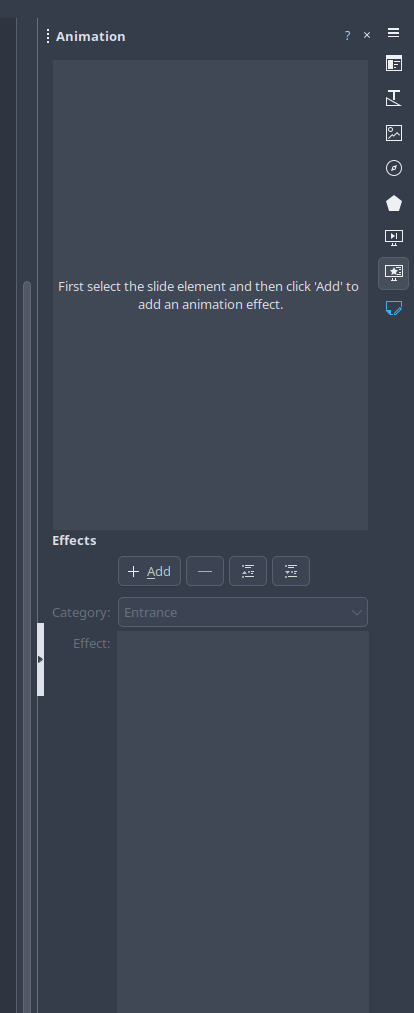 Animation
?
First select the slide element and then click 'Add' to
add an animation effect.
Effects
Add
Category: Entrance
Effect: